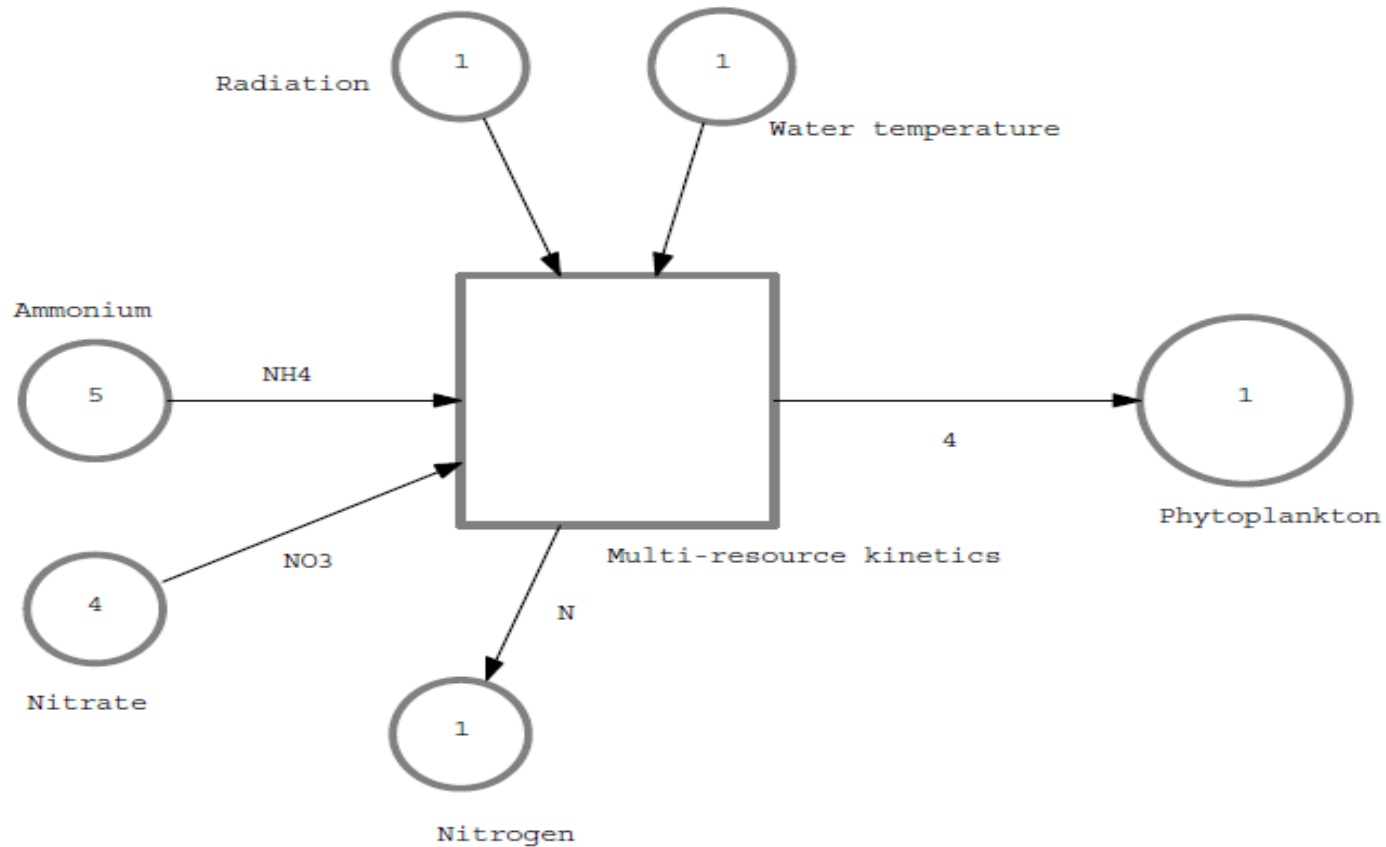 1
1
Radiation
Water temperature
Ammonium
5
NH4
1
4
Phytoplankton
NO3
Multi-resource kinetics
4
N
Nitrate
1
Nitrogen